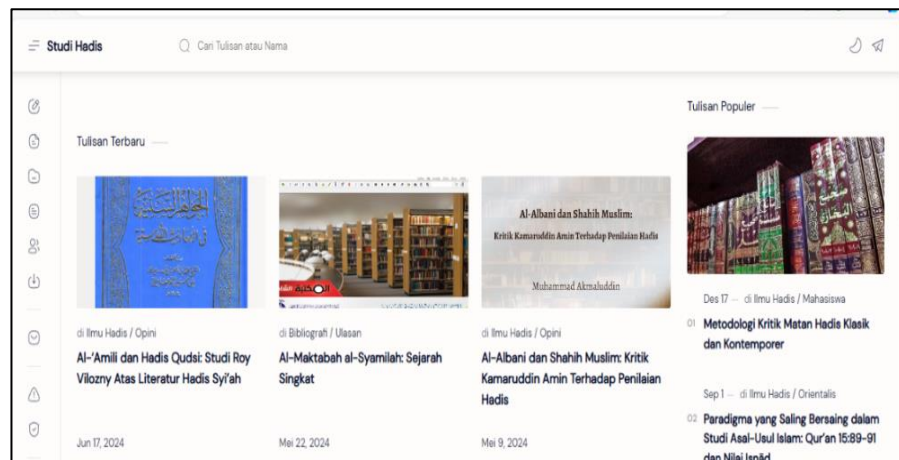 Studi Hadis
Cari Tulisan atau Nama
Tulisan Terbaru
الجواهر السنية
Al-Albani dan Shahih Muslim:
Kritik Kamaruddin Amin Terhadap Penilaian Hadis
Muhammad Akmaluddin
di Ilmu Hadis / Opini
Al-'Amili dan Hadis Qudsi: Studi Roy
Vilozny Atas Literatur Hadis Syi'ah
Jun 17, 2024
di Bibliografi / Ulasan
Al-Maktabah al-Syamilah: Sejarah
Singkat
Mei 22, 2024
di Ilmu Hadis / Opini
Al-Albani dan Shahih Muslim: Kritik
Kamaruddin Amin Terhadap Penilaian
Hadis
Mei 9, 2024
Tulisan Populer
Des 17 — di Ilmu Hadis / Mahasiswa
01 Metodologi Kritik Matan Hadis Klasik
dan Kontemporer
Sep 1 — di Ilmu Hadis / Orientalis
02 Paradigma yang Saling Bersaing dalam
Studi Asal-Usul Islam: Qur'an 15:89-91
dan Nilai Isnād